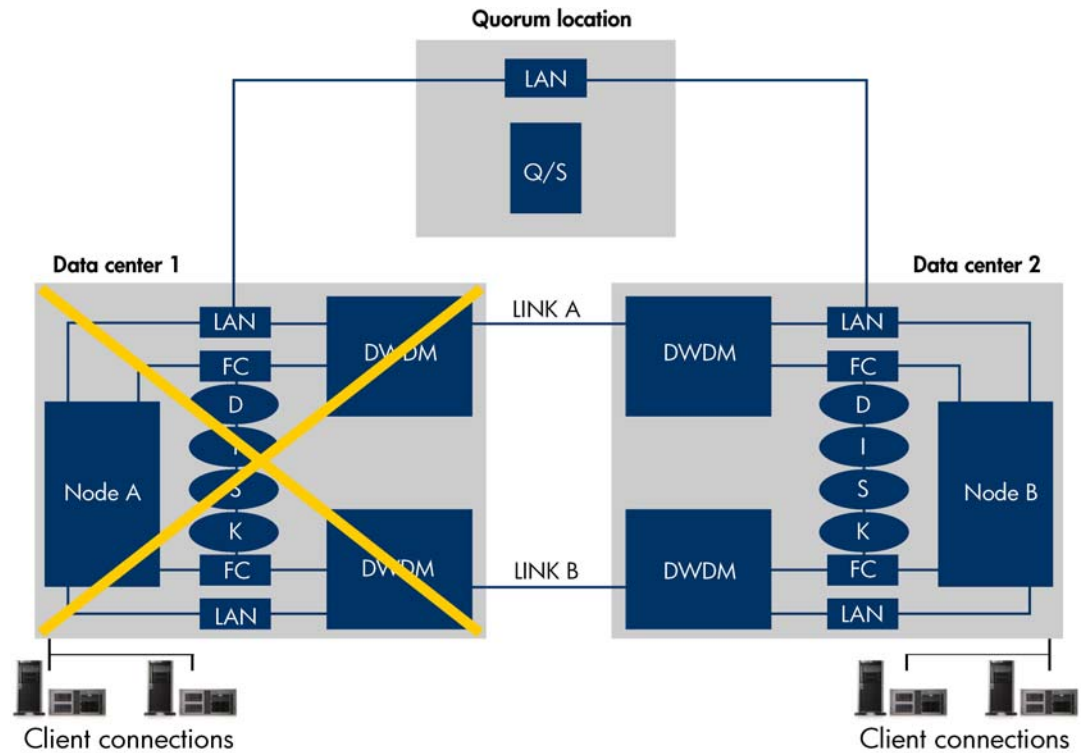 Quorum location
LAN
Q/S
Data center 1
Data center 2
LAN
DWDM
LINK A
DWDM
LAN
FC
FC
D
I
S
K
Node A
D
I
S
K
Node B
FC
DWDM
LINK B
DWDM
FC
LAN
LAN
Client connections
Client connections